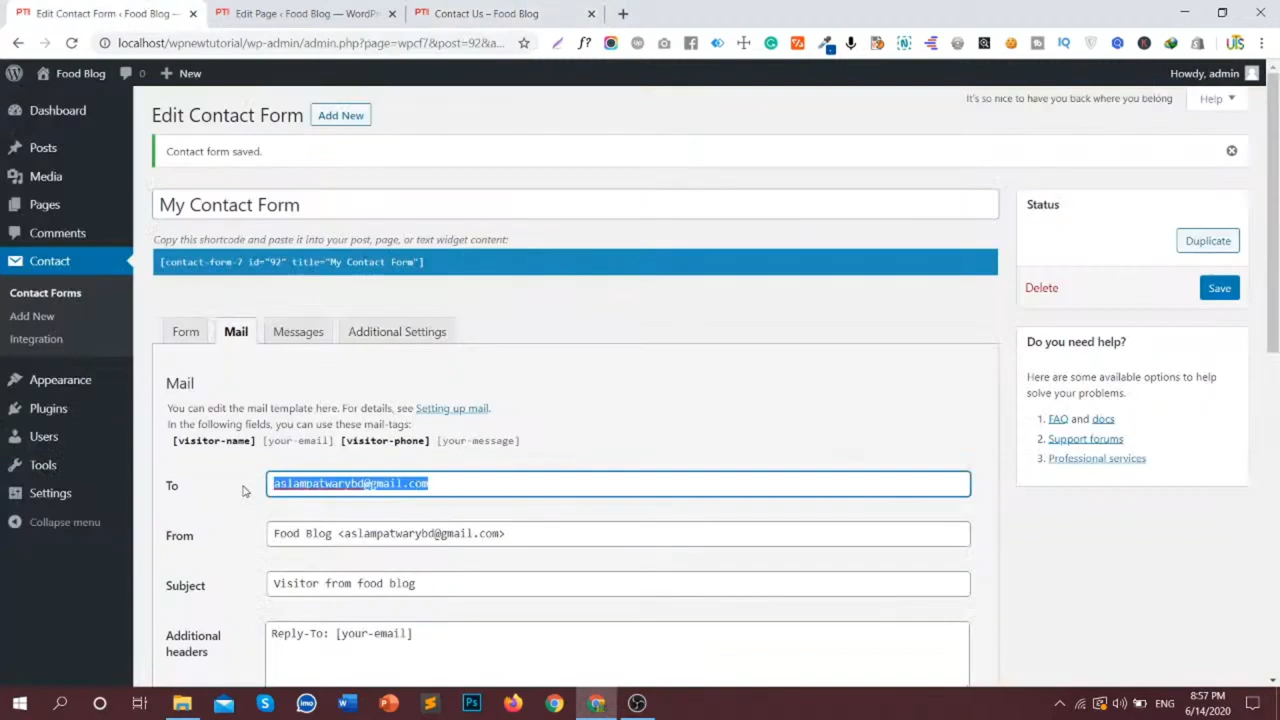 PTI Edit Contact Form ‹ Food Blog —
PTI Edit Page ‹ Food Blog — WordPr
PTI Contact Us – Food Blog
localhost/wpnewtutorial/wp-admin/admin.php?page=wpcf7&post=92&a...
Food Blog
0
New
Howdy, admin
Dashboard
Posts
Media
Pages
Comments
Contact
Contact Forms
Add New
Integration
Appearance
Plugins
Users
Tools
Settings
Collapse menu
It's so nice to have you back where you belong
Help
Edit Contact Form
Add New
Contact form saved.
My Contact Form
Copy this shortcode and paste it into your post, page, or text widget content:
[contact-form-7 id="92" title="My Contact Form"]
Form
Mail
Messages
Additional Settings
Mail
You can edit the mail template here. For details, see Setting up mail.
In the following fields, you can use these mail-tags:
[visitor-name] [your-email] [visitor-phone] [your-message]
To
aslampatwarybd@gmail.com
From
Food Blog <aslampatwarybd@gmail.com>
Subject
Visitor from food blog
Additional
headers
Reply-To: [your-email]
Status
Duplicate
Delete
Save
Do you need help?
Here are some available options to help
solve your problems.
1. FAQ and docs
2. Support forums
3. Professional services
ENG
8:57 PM
6/14/2020